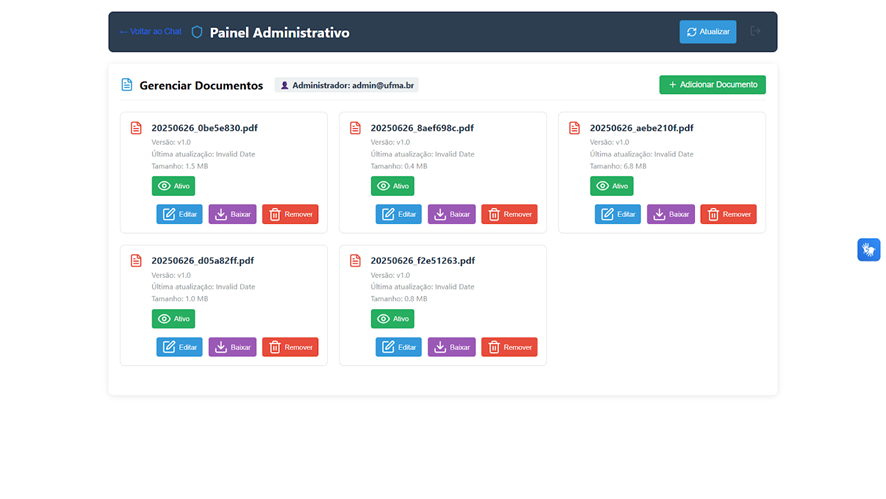 ← Voltar ao Chat Painel Administrativo Atualizar
Gerenciar Documentos Administrador: admin@ufma.br + Adicionar Documento
20250626_0be5e830.pdf
Versão: v1.0
Última atualização: Invalid Date
Tamanho: 1.5 MB
Ativo
Editar Baixar Remover
20250626_8aef698c.pdf
Versão: v1.0
Última atualização: Invalid Date
Tamanho: 0.4 MB
Ativo
Editar Baixar Remover
20250626_aebe210f.pdf
Versão: v1.0
Última atualização: Invalid Date
Tamanho: 6.8 MB
Ativo
Editar Baixar Remover
20250626_d05a82ff.pdf
Versão: v1.0
Última atualização: Invalid Date
Tamanho: 1.0 MB
Ativo
Editar Baixar Remover
20250626_f2e51263.pdf
Versão: v1.0
Última atualização: Invalid Date
Tamanho: 0.8 MB
Ativo
Editar Baixar Remover